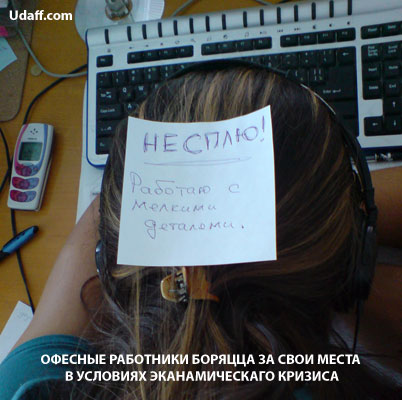 Udaff.com
НЕ СПЛЮ!
Работаю с
мелкими
деталями.
ОФЕСНЫЕ РАБОТНИКИ БОРЯЦЦА ЗА СВОИ МЕСТА
В УСЛОВИЯХ ЭКАНАМИЧЕСКАГО КРИЗИСА